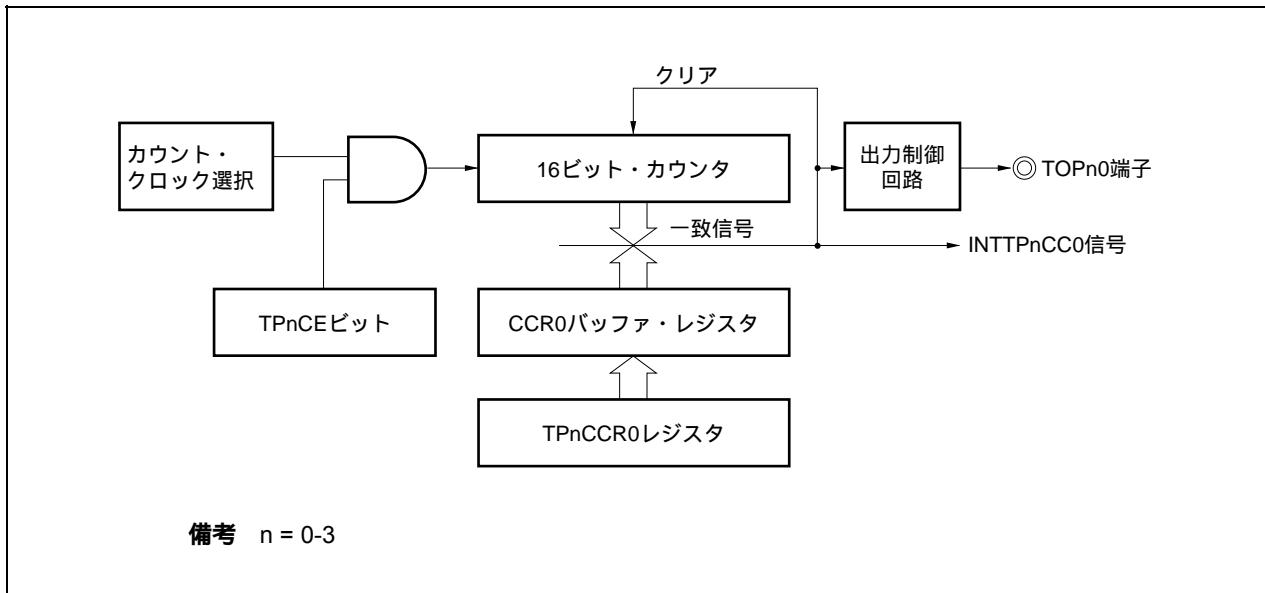 クリア
カウント・
クロック選択
16ビット・カウンタ
出力制御
回路
TOPn0端子
一致信号
INTTPnCC0信号
TPnCEビット
CCR0バッファ・レジスタ
TPnCCR0レジスタ
備考 n = 0-3